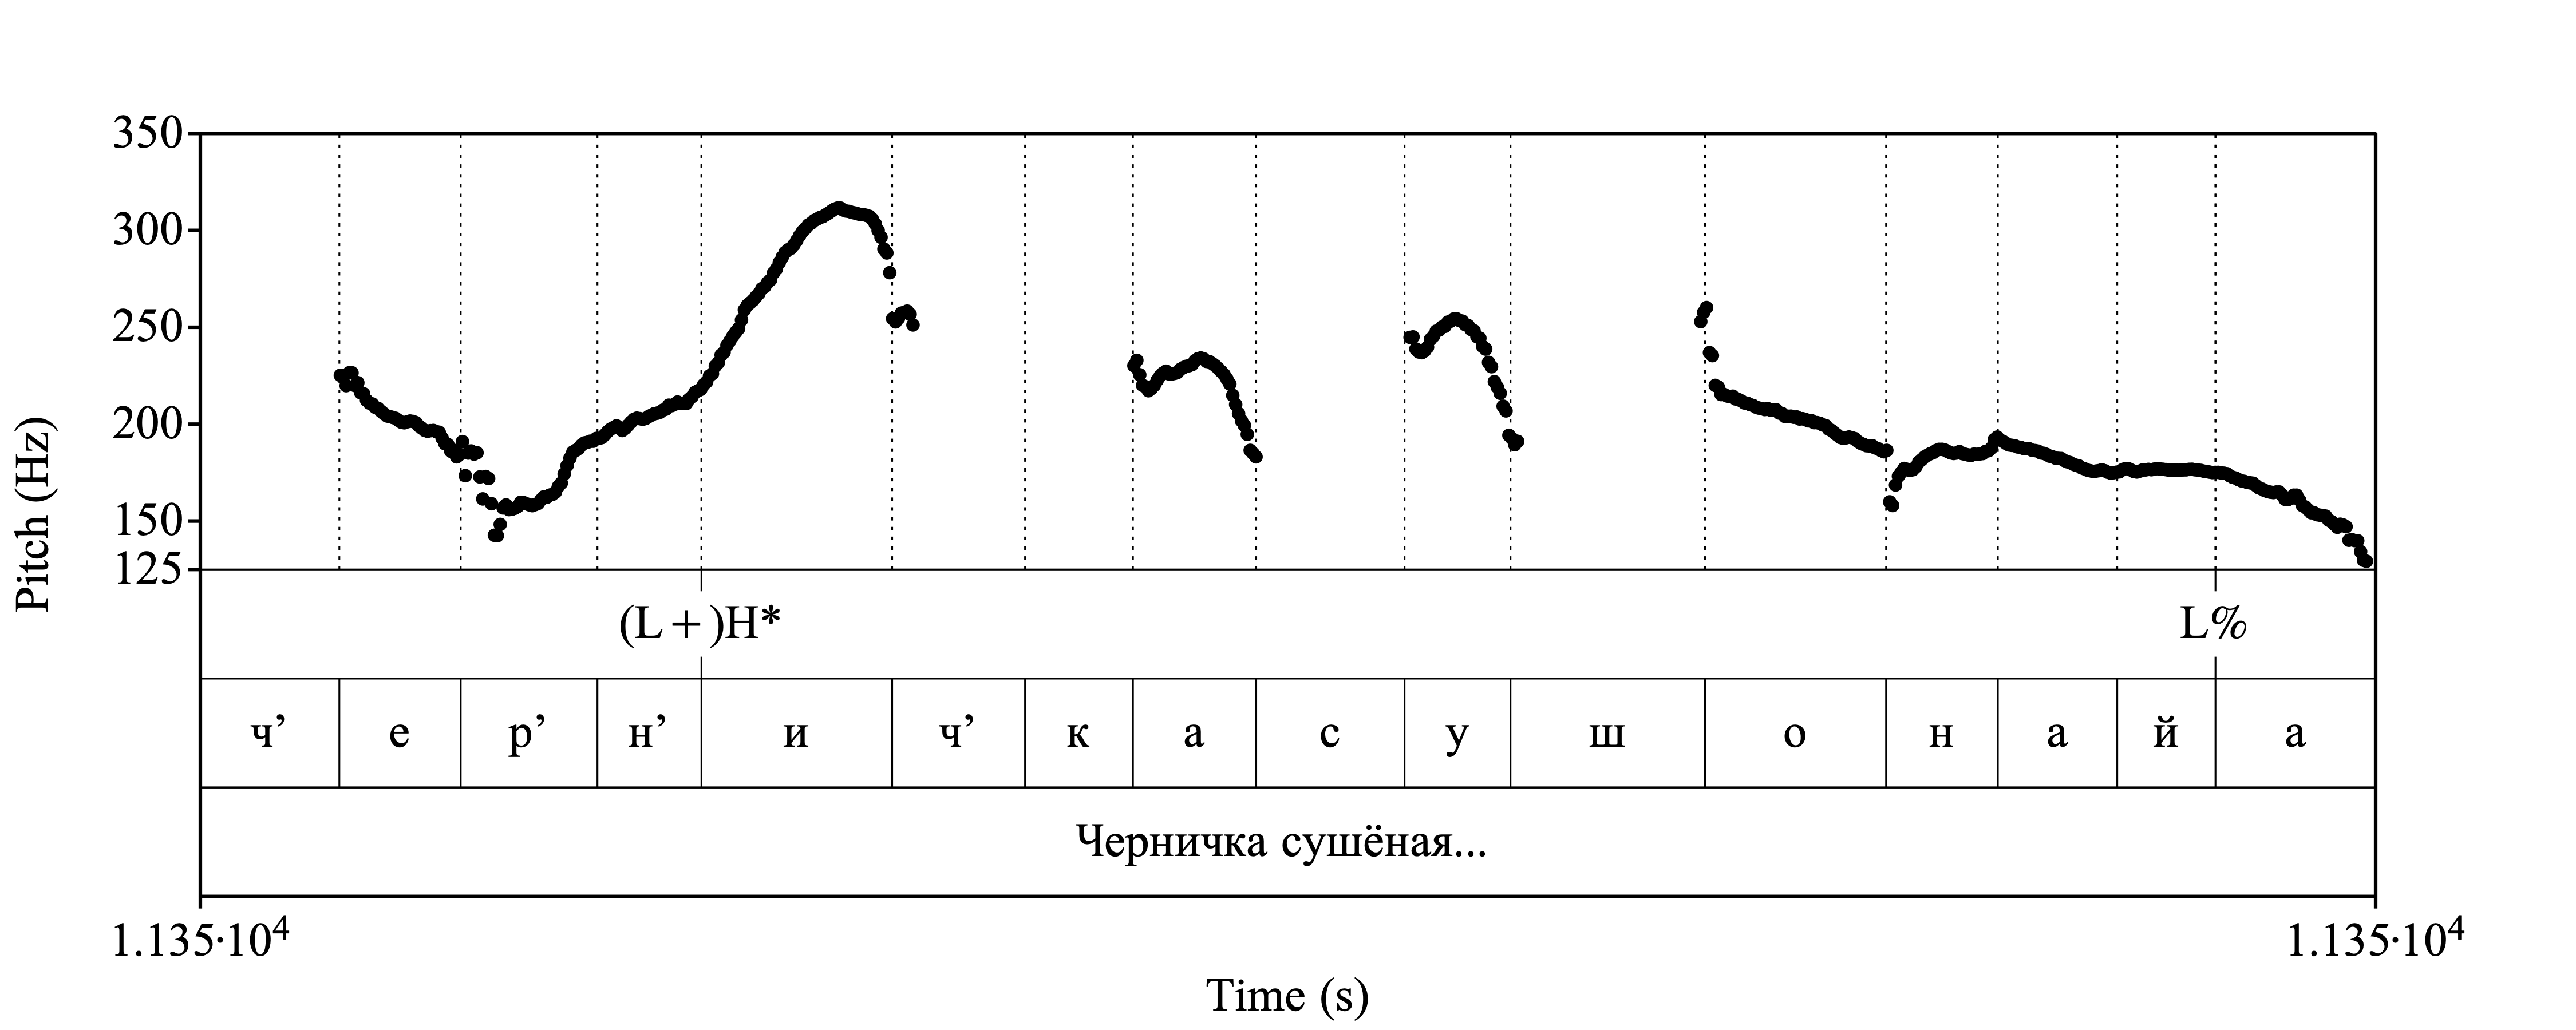 350
300
250
200
150
125
Pitch (Hz)
(L+)H* L%
ч’ е р’ н’ и ч’ к а с у ш о н а й а
Черничка сушёная...
1.135·10⁴ 1.135·10⁴
Time (s)